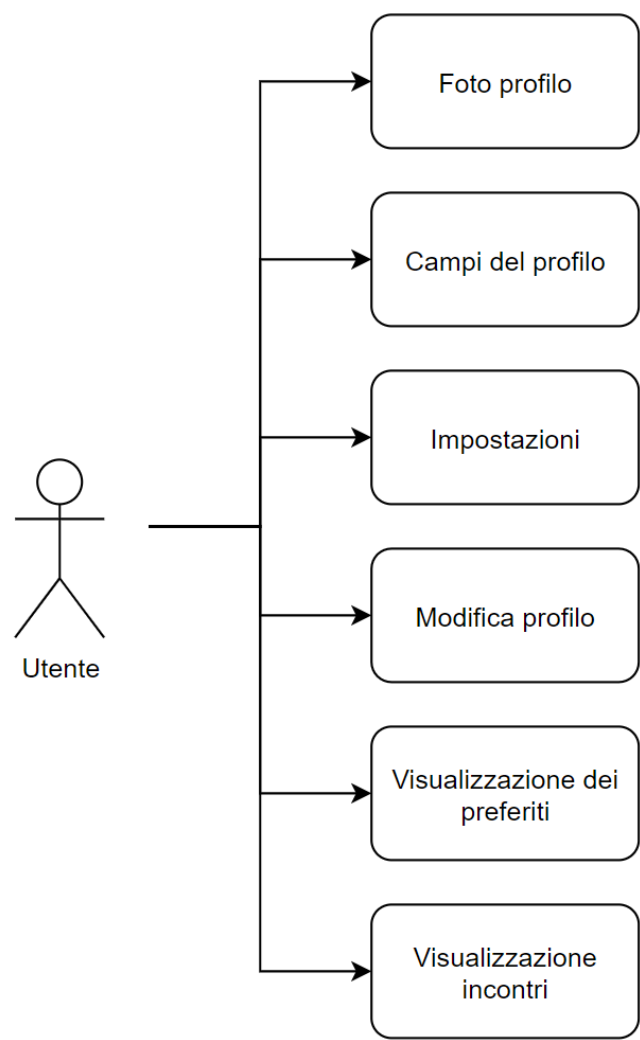 Foto profilo
Campi del profilo
Impostazioni
Utente
Modifica profilo
Visualizzazione dei
preferiti
Visualizzazione
incontri